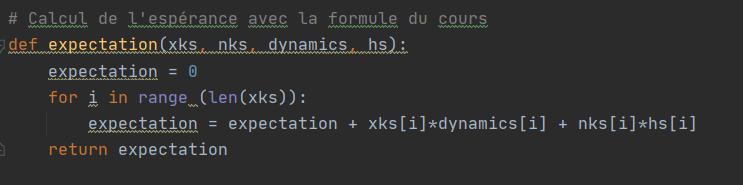 # Calcul de l'espérance avec la formule du cours
def expectation(xks, nks, dynamics, hs):
    expectation = 0
    for i in range (len(xks)):
        expectation = expectation + xks[i]*dynamics[i] + nks[i]*hs[i]
    return expectation